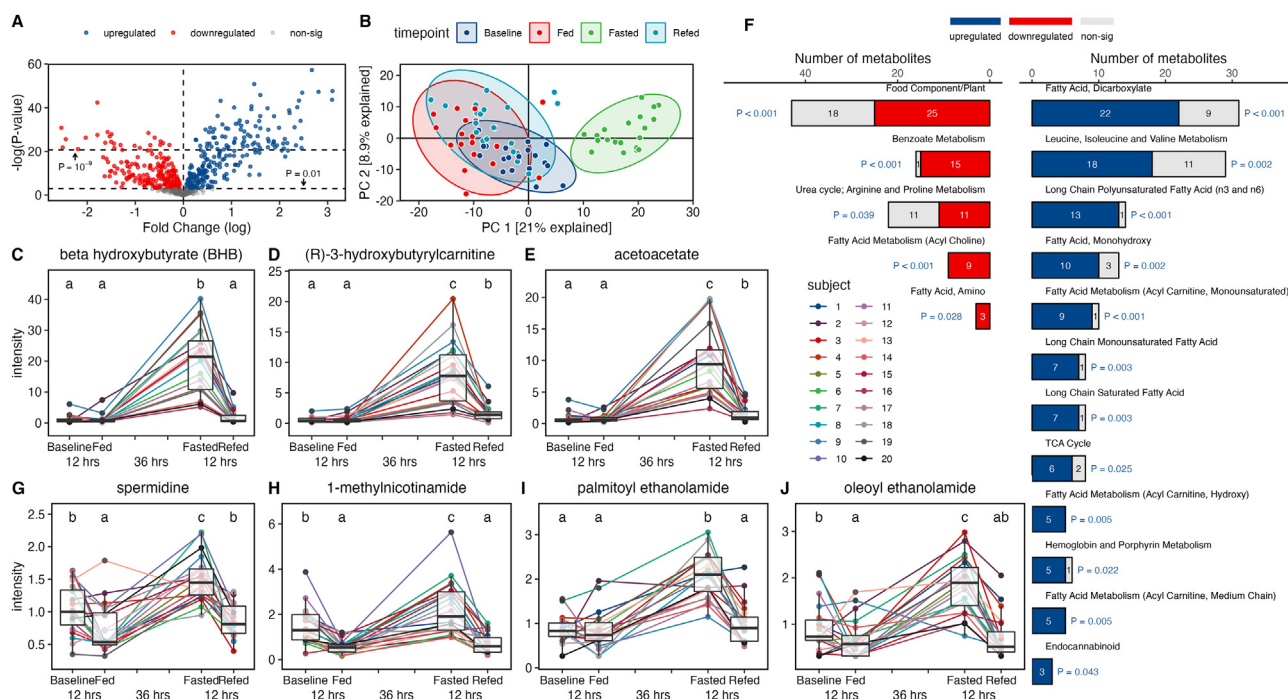 A
upregulated downregulated non-sig
-60
-40
-20
0
-log(P-value)
P = 10⁻⁹
P = 0.01
-2 -1 0 1 2 3
Fold Change (log)
B
timepoint Baseline Fed Fasted Refed
20
10
0
-10
-20
PC 2 [8.9% explained]
-20 -10 0 10 20 30
PC 1 [21% explained]
C
beta hydroxybutyrate (BHB)
a a b a
40
30
20
10
0
intensity
Baseline Fed Fasted Refed
12 hrs 36 hrs 12 hrs
D
(R)-3-hydroxybutyrylcarnitine
a a c b
25
20
15
10
5
0
Baseline Fed Fasted Refed
12 hrs 36 hrs 12 hrs
E
acetoacetate
a a c b
20
15
10
5
0
Baseline Fed Fasted Refed
12 hrs 36 hrs 12 hrs
subject
1 11
2 12
3 13
4 14
5 15
6 16
7 17
8 18
9 19
10 20
F
upregulated downregulated non-sig
Number of metabolites
40 20 0
Food Component/Plant
P < 0.001 18 25
Benzoate Metabolism
P < 0.001 1 15
Urea cycle; Arginine and Proline Metabolism
P = 0.039 11 11
Fatty Acid Metabolism (Acyl Choline)
P < 0.001 9
Fatty Acid, Amino
P = 0.028 3
Number of metabolites
0 10 20 30
Fatty Acid, Dicarboxylate
22 9 P < 0.001
Leucine, Isoleucine and Valine Metabolism
18 11 P = 0.002
Long Chain Polyunsaturated Fatty Acid (n3 and n6)
13 1 P < 0.001
Fatty Acid, Monohydroxy
10 3 P = 0.002
Fatty Acid Metabolism (Acyl Carnitine, Monounsaturated)
9 1 P < 0.001
Long Chain Monounsaturated Fatty Acid
7 1 P = 0.003
Long Chain Saturated Fatty Acid
7 1 P = 0.003
TCA Cycle
6 2 P = 0.025
Fatty Acid Metabolism (Acyl Carnitine, Hydroxy)
5 P = 0.005
Hemoglobin and Porphyrin Metabolism
5 1 P = 0.022
Fatty Acid Metabolism (Acyl Carnitine, Medium Chain)
5 P = 0.005
Endocannabinoid
3 P = 0.043
G
spermidine
b a c b
2.5
2.0
1.5
1.0
0.5
intensity
Baseline Fed Fasted Refed
12 hrs 36 hrs 12 hrs
H
1-methylnicotinamide
b a c a
6
4
2
0
Baseline Fed Fasted Refed
12 hrs 36 hrs 12 hrs
I
palmitoyl ethanolamide
a a b a
3
2
1
Baseline Fed Fasted Refed
12 hrs 36 hrs 12 hrs
J
oleoyl ethanolamide
b a c ab
3
2
1
Baseline Fed Fasted Refed
12 hrs 36 hrs 12 hrs